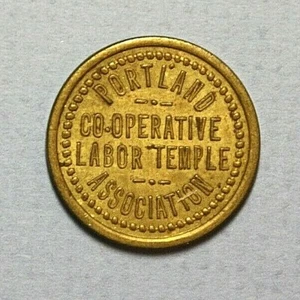 PORTLAND
CO-OPERATIVE
LABOR TEMPLE
ASSOCIATION